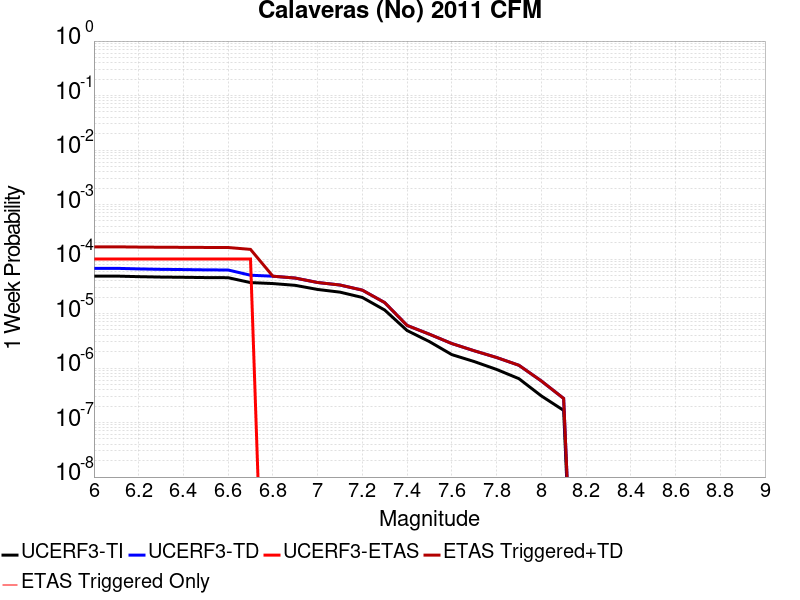 Calaveras (No) 2011 CFM
10 0
10 -1
10 -2
10 -3
10 -4
10 -5
10 -6
10 -7
10 -8
1 Week Probability
6 6.2 6.4 6.6 6.8 7 7.2 7.4 7.6 7.8 8 8.2 8.4 8.6 8.8 9
Magnitude
UCERF3-TI UCERF3-TD UCERF3-ETAS ETAS Triggered+TD
ETAS Triggered Only